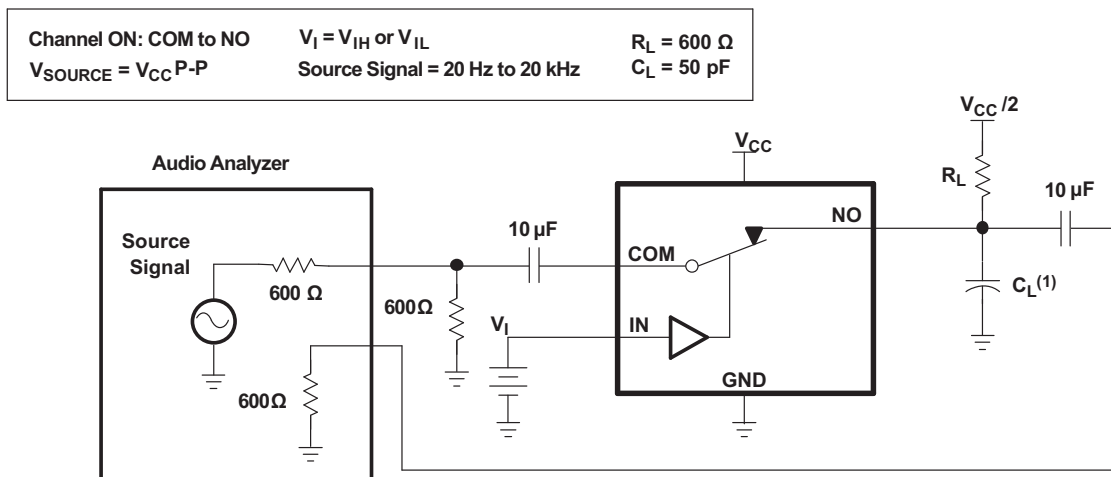 Channel ON: COM to NO
V_I = V_IH or V_IL
R_L = 600 Ω
V_SOURCE = V_CC P-P
Source Signal = 20 Hz to 20 kHz
C_L = 50 pF
V_CC/2
Audio Analyzer
V_CC
R_L
10 µF
NO
Source
Signal
10 µF
COM
600 Ω
600Ω
C_L(1)
V_I
IN
GND
600Ω